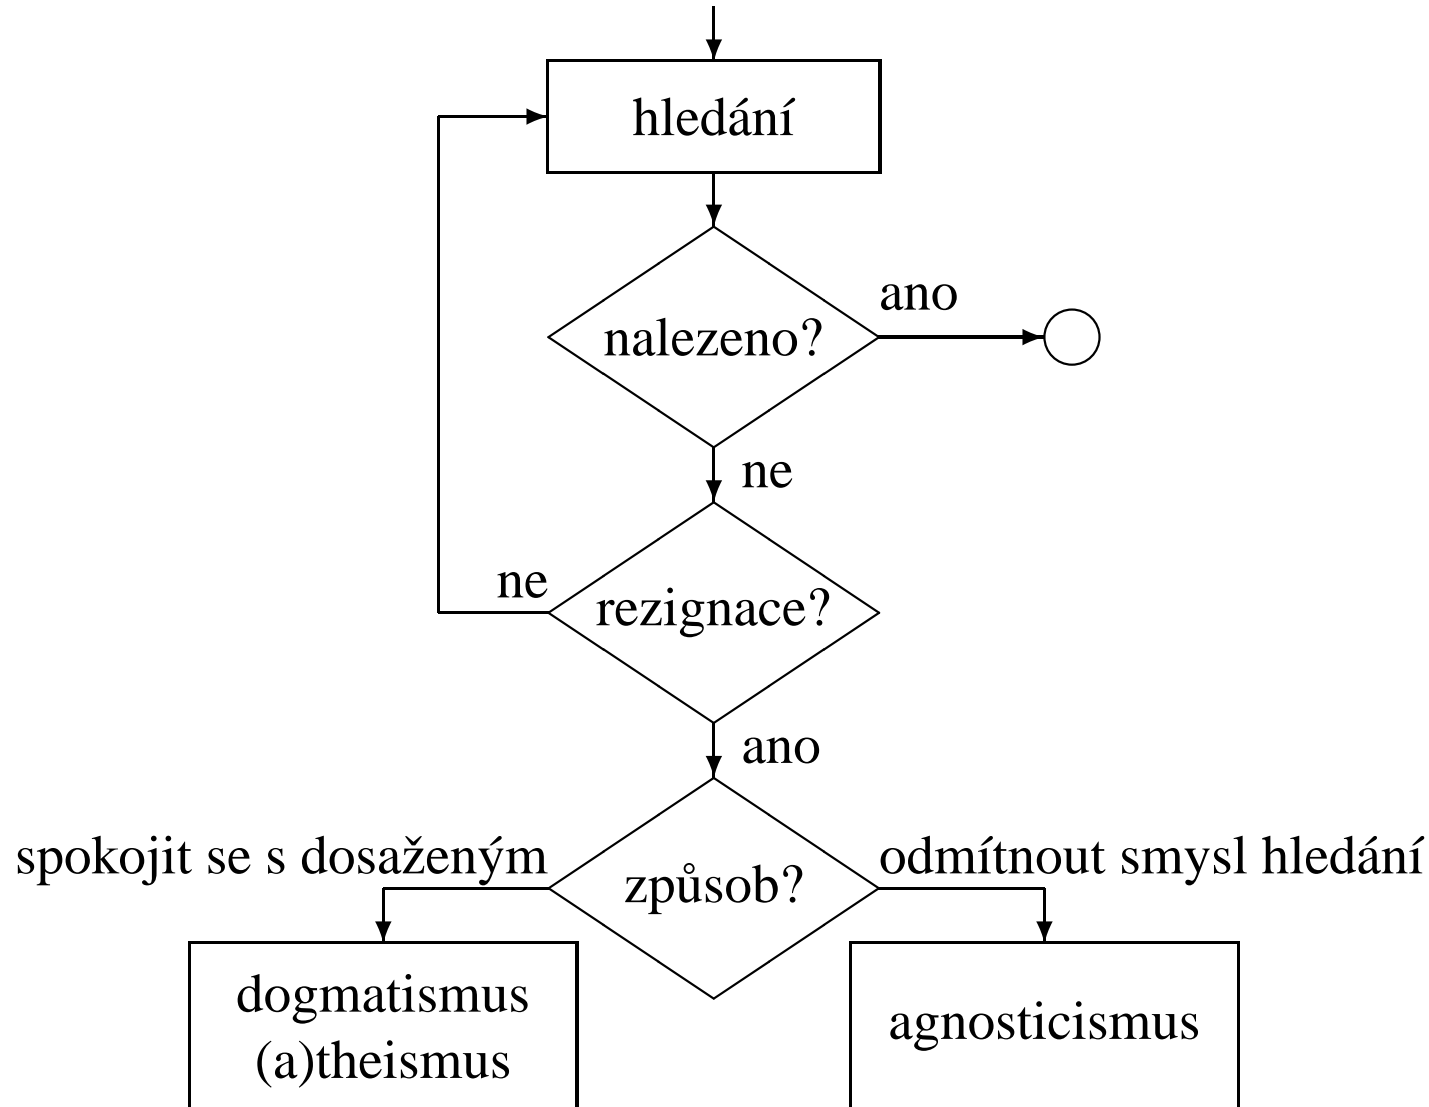 hledání
nalezeno?
ano
ne
rezignace?
ne
ano
způsob?
spokojit se s dosaženým
odmítnout smysl hledání
dogmatismus
(a)theismus
agnosticismus